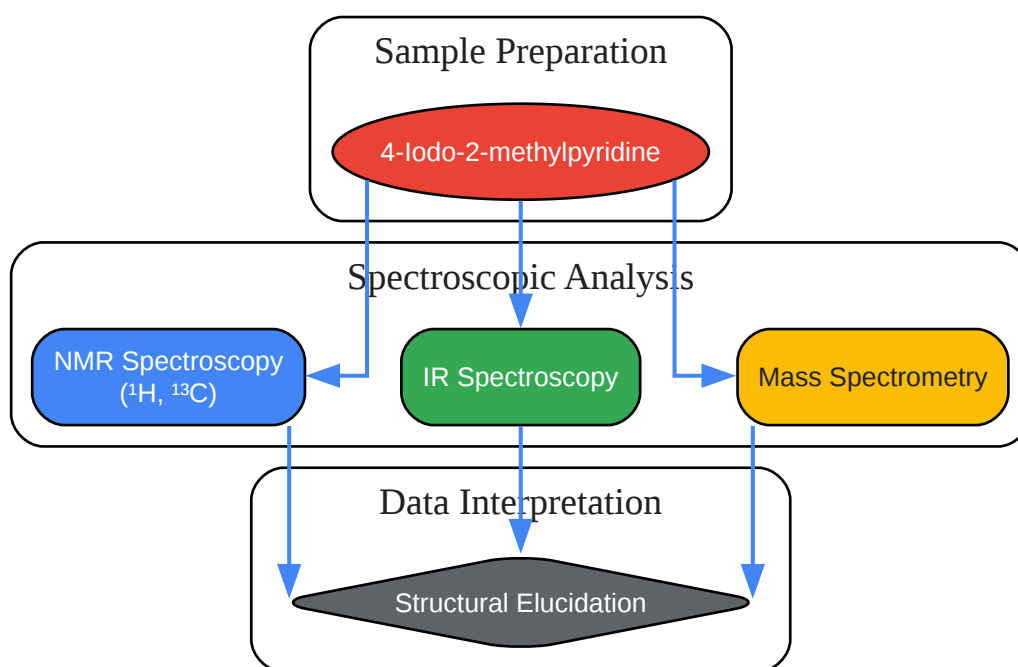 Sample Preparation
4-Iodo-2-methylpyridine
Spectroscopic Analysis
NMR Spectroscopy
(¹H, ¹³C)
IR Spectroscopy
Mass Spectrometry
Data Interpretation
Structural Elucidation